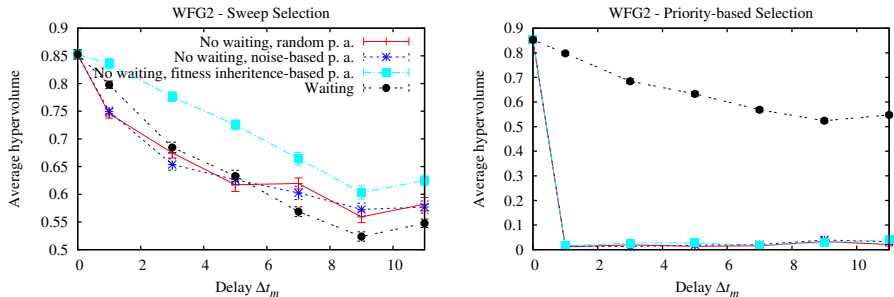 WFG2 - Sweep Selection
Average hypervolume
0.9
0.85
0.8
0.75
0.7
0.65
0.6
0.55
0.5
No waiting, random p. a.
No waiting, noise-based p. a.
No waiting, fitness inheritence-based p. a.
Waiting
0 2 4 6 8 10
Delay Δtₘ
WFG2 - Priority-based Selection
Average hypervolume
0.9
0.8
0.7
0.6
0.5
0.4
0.3
0.2
0.1
0
0 2 4 6 8 10
Delay Δtₘ